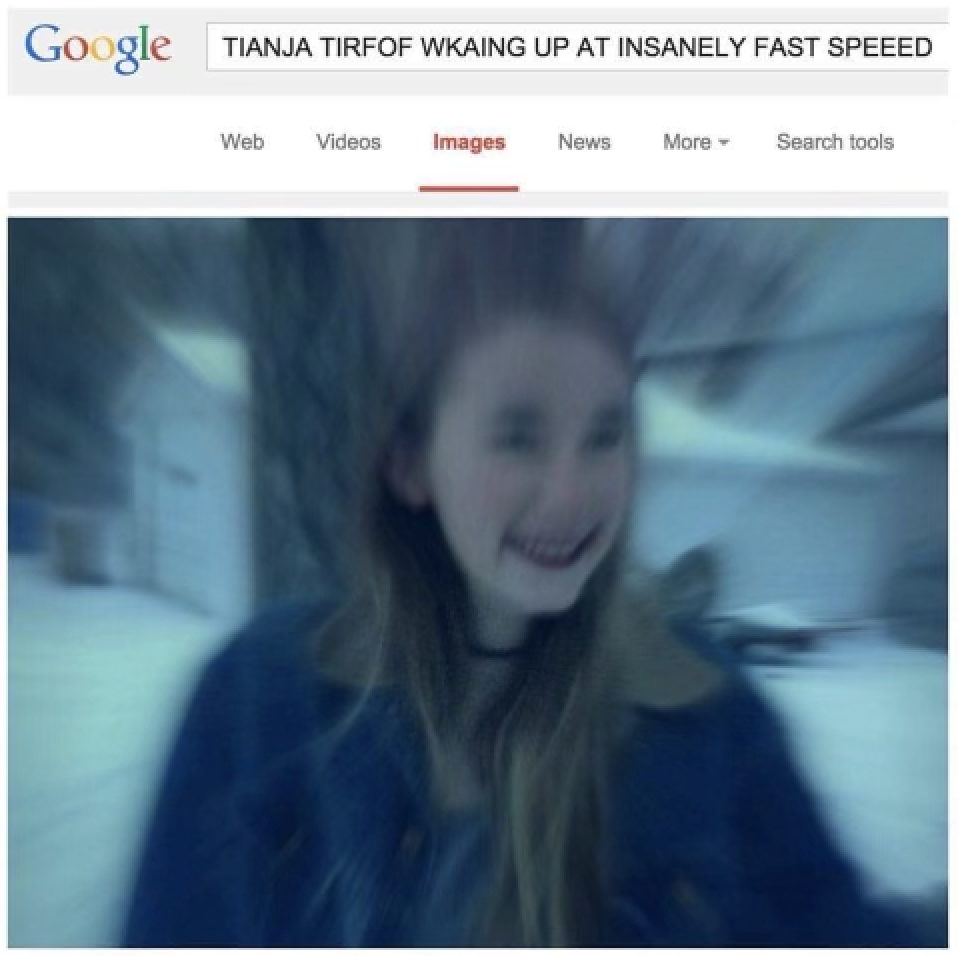 Google TIANJA TIRFOF WKAING UP AT INSANELY FAST SPEEED
Web Videos Images News More Search tools